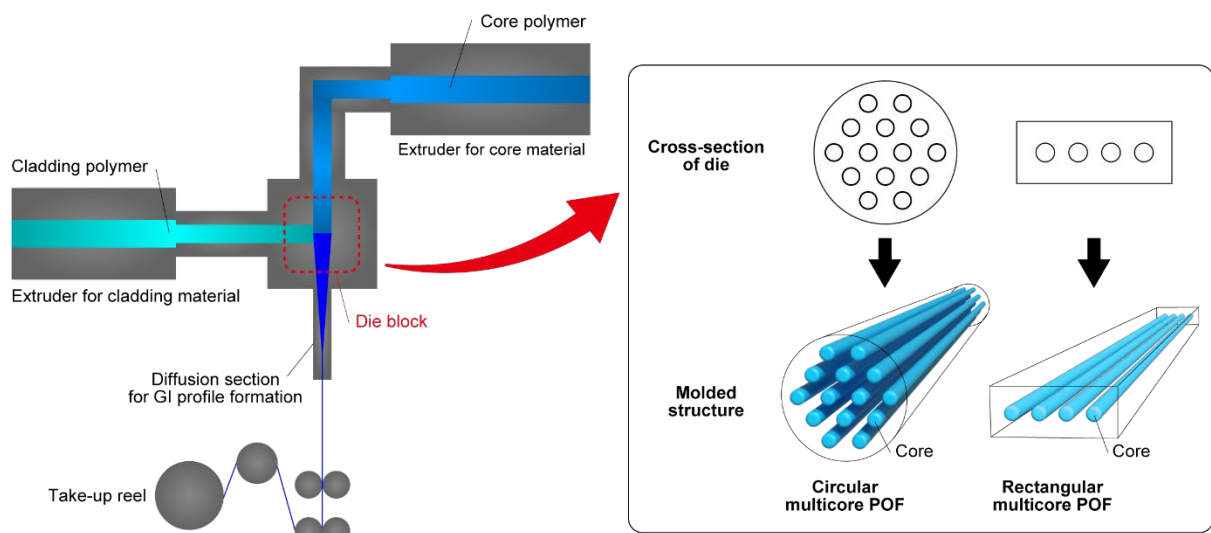 Core polymer
Extruder for core material
Cladding polymer
Extruder for cladding material
Die block
Diffusion section
for GI profile formation
Take-up reel
Cross-section
of die
Molded
structure
Core
Core
Circular
multicore POF
Rectangular
multicore POF